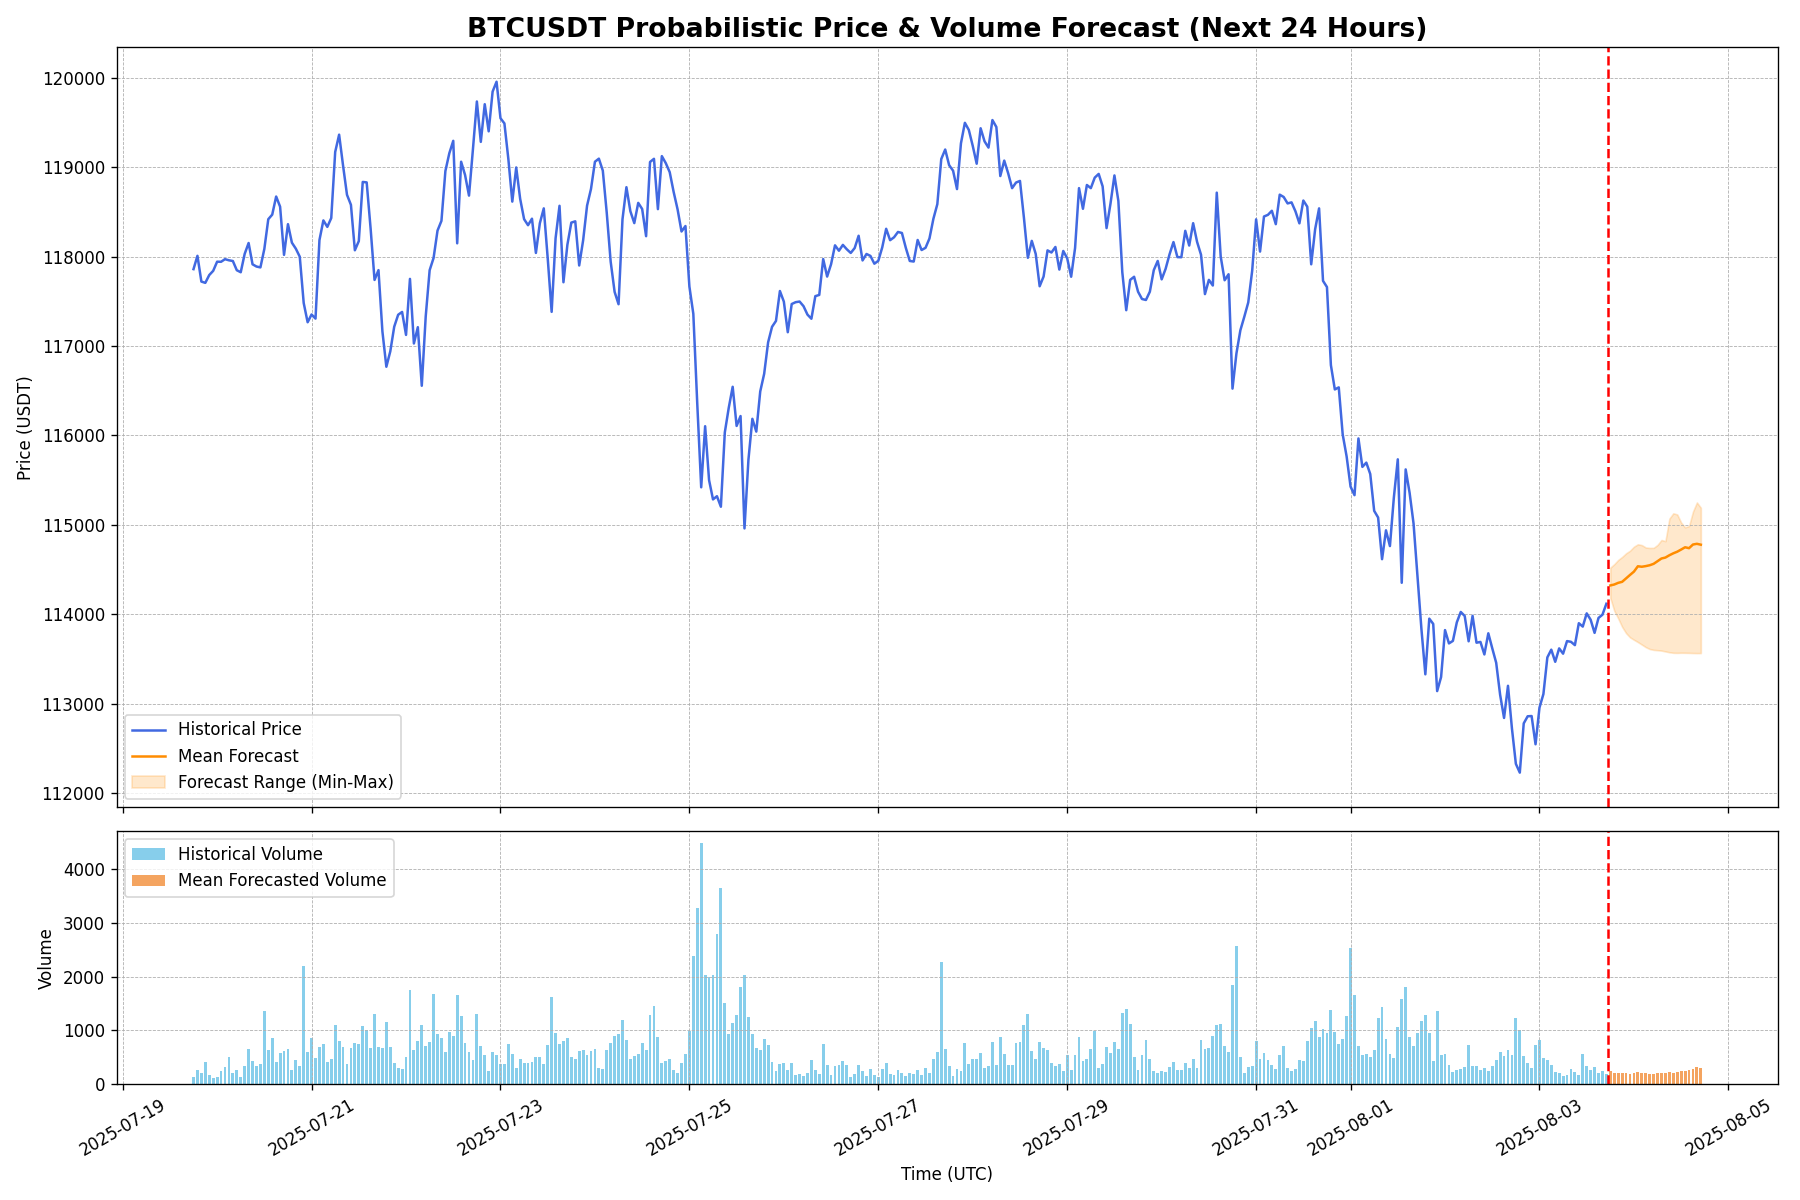 BTCUSDT Probabilistic Price & Volume Forecast (Next 24 Hours)
120000
119000
118000
117000
116000
115000
114000
113000
112000
Price (USDT)
Historical Price
Mean Forecast
Forecast Range (Min-Max)
Historical Volume
Mean Forecasted Volume
4000
3000
2000
1000
0
Volume
2025-07-19
2025-07-21
2025-07-23
2025-07-25
2025-07-27
2025-07-29
2025-07-31
2025-08-01
2025-08-03
2025-08-05
Time (UTC)